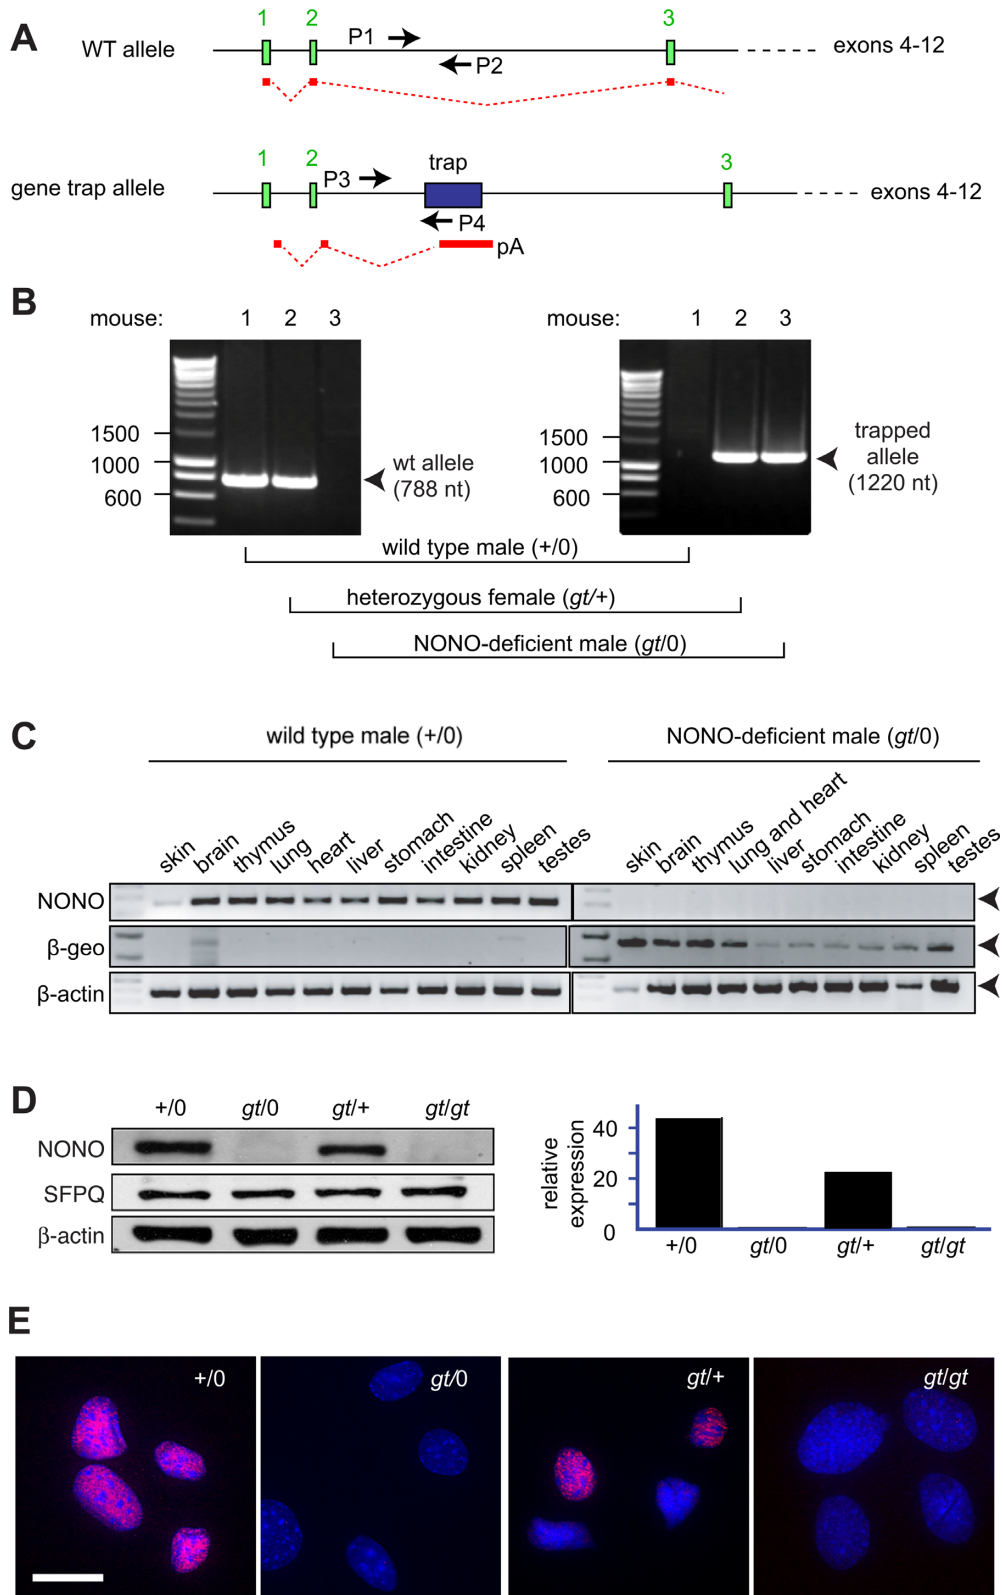 A
1 2 3
WT allele
P1
P2
exons 4-12
1 2 3
gene trap allele
P3
trap
P4
exons 4-12
pA
B
mouse: 1 2 3
1500
1000
600
wt allele
(788 nt)
mouse: 1 2 3
1500
1000
600
trapped
allele
(1220 nt)
wild type male (+/0)
heterozygous female (gt/+)
NONO-deficient male (gt/0)
C
wild type male (+/0)
NONO-deficient male (gt/0)
skin brain thymus lung heart liver stomach intestine kidney spleen testes
skin brain thymus lung and heart liver stomach intestine kidney spleen testes
NONO
β-geo
β-actin
D
+/0 gt/0 gt/+ gt/gt
NONO
SFPQ
β-actin
relative
expression
40
20
0
+/0 gt/0 gt/+ gt/gt
E
+/0
gt/0
gt/+
gt/gt